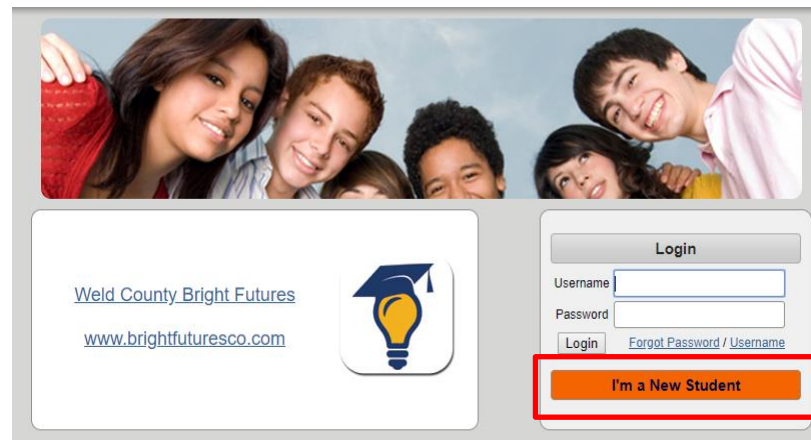 Weld County Bright Futures
www.brightfuturesco.com
Login
Username
Password
Login Forgot Password / Username
I'm a New Student